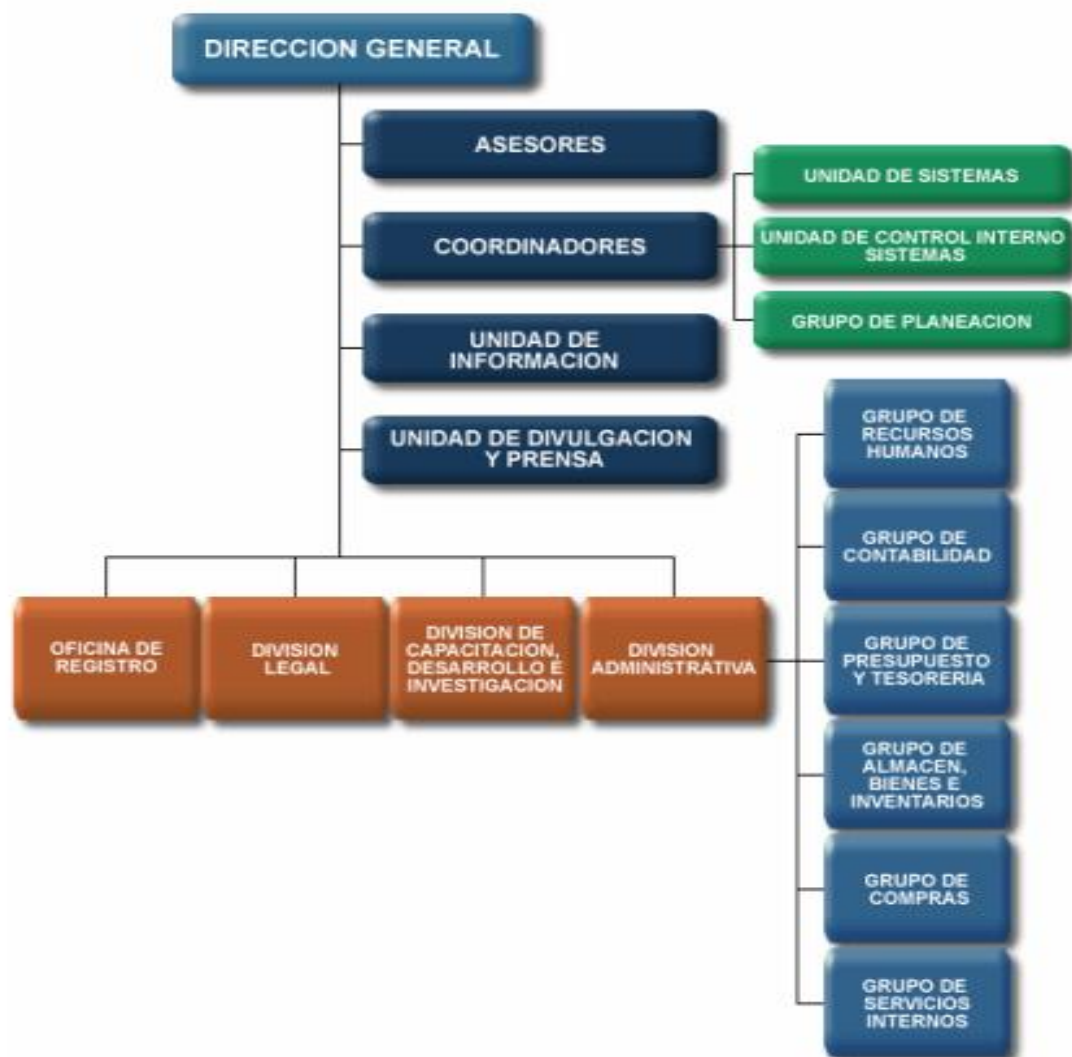 DIRECCION GENERAL
ASESORES
COORDINADORES
UNIDAD DE SISTEMAS
UNIDAD DE CONTROL INTERNO
SISTEMAS
GRUPO DE PLANEACION
UNIDAD DE
INFORMACION
UNIDAD DE DIVULGACION
Y PRENSA
OFICINA DE
REGISTRO
DIVISION
LEGAL
DIVISION DE
CAPACITACION,
DESARROLLO E
INVESTIGACION
DIVISION
ADMINISTRATIVA
GRUPO DE
RECURSOS
HUMANOS
GRUPO DE
CONTABILIDAD
GRUPO DE
PRESUPUESTO
Y TESORERIA
GRUPO DE
ALMACEN,
BIENES E
INVENTARIOS
GRUPO DE
COMPRAS
GRUPO DE
SERVICIOS
INTERNOS